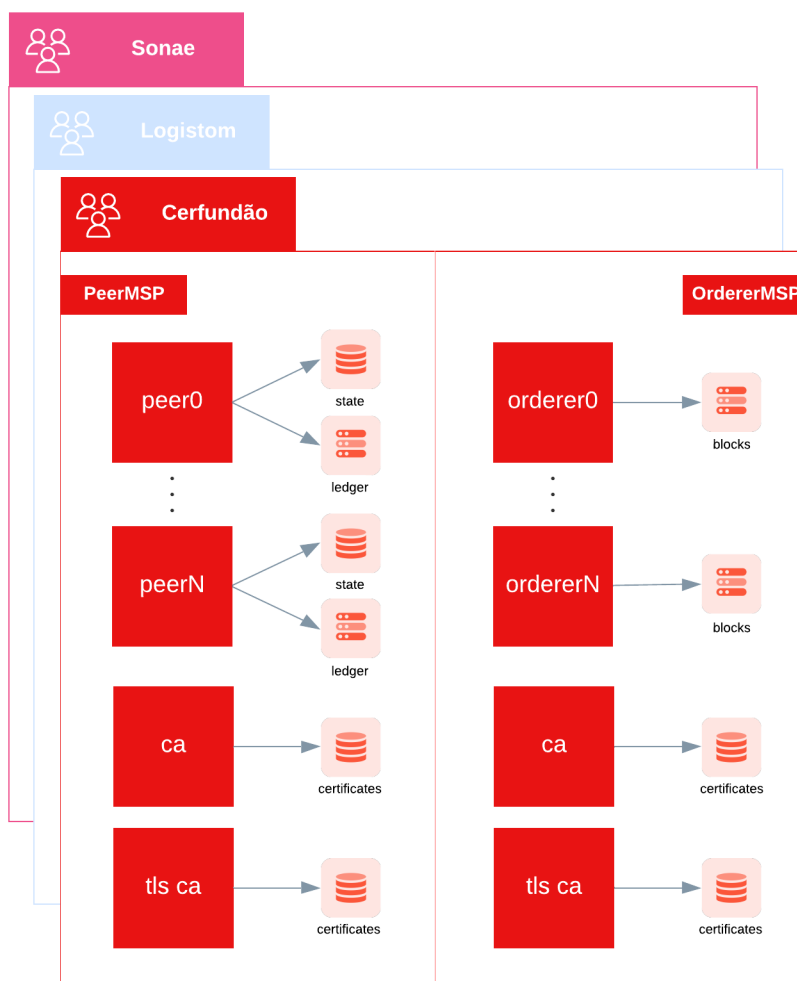 Sonae
Logistom
Cerfundão
PeerMSP
OrdererMSP
peer0
state
ledger
orderer0
blocks
peerN
state
ledger
ordererN
blocks
ca
certificates
ca
certificates
tls ca
certificates
tls ca
certificates